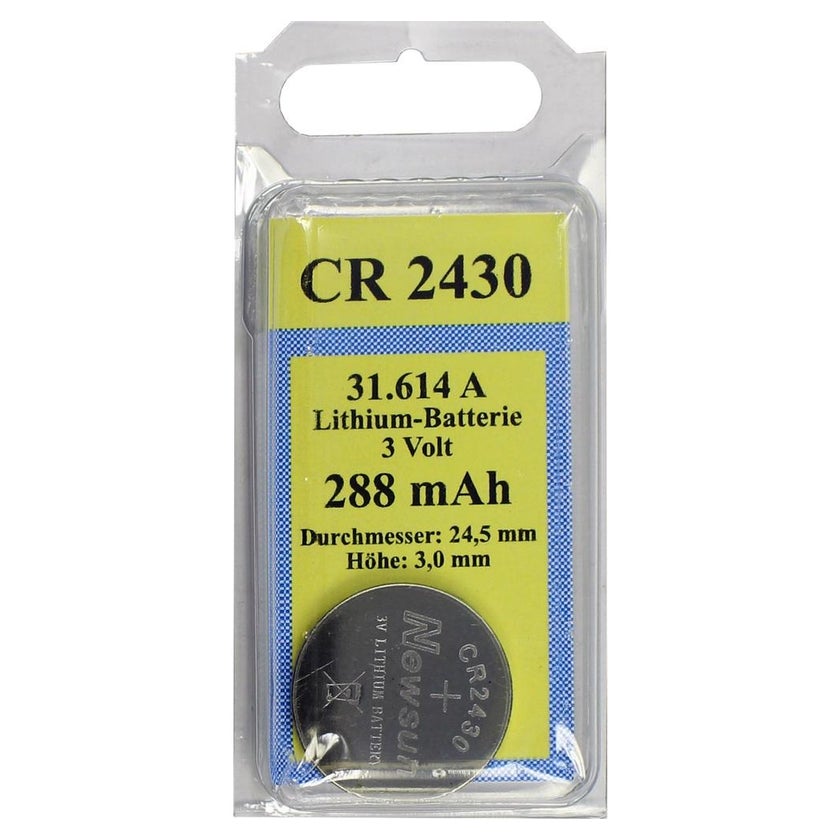 CR 2430
31.614 A
Lithium-Batterie
3 Volt
288 mAh
Durchmesser: 24,5 mm
Höhe: 3,0 mm
CR2430
+
Newsun
3V LITHIUM BATTERY